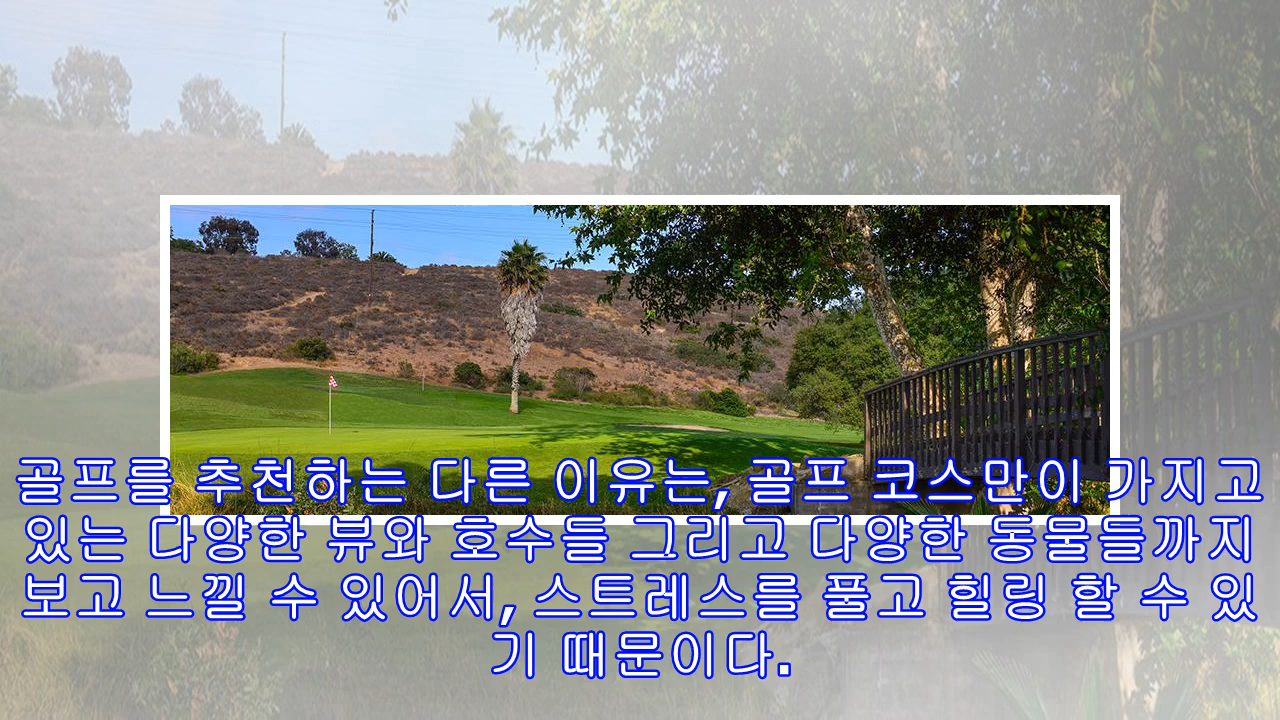 골프를 추천하는 다른 이유는, 골프 코스만이 가지고
있는 다양한 뷰와 호수들 그리고 다양한 동물들까지
보고 느낄 수 있어서, 스트레스를 풀고 힐링 할 수 있
기 때문이다.